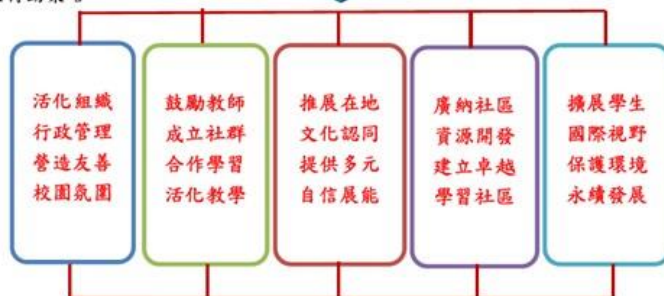 活化組織
行政管理
營造友善
校園氛圍
鼓勵教師
成立社群
合作學習
活化教學
推展在地
文化認同
提供多元
自信展能
廣納社區
資源開發
建立卓越
學習社區
擴展學生
國際視野
保護環境
永續發展